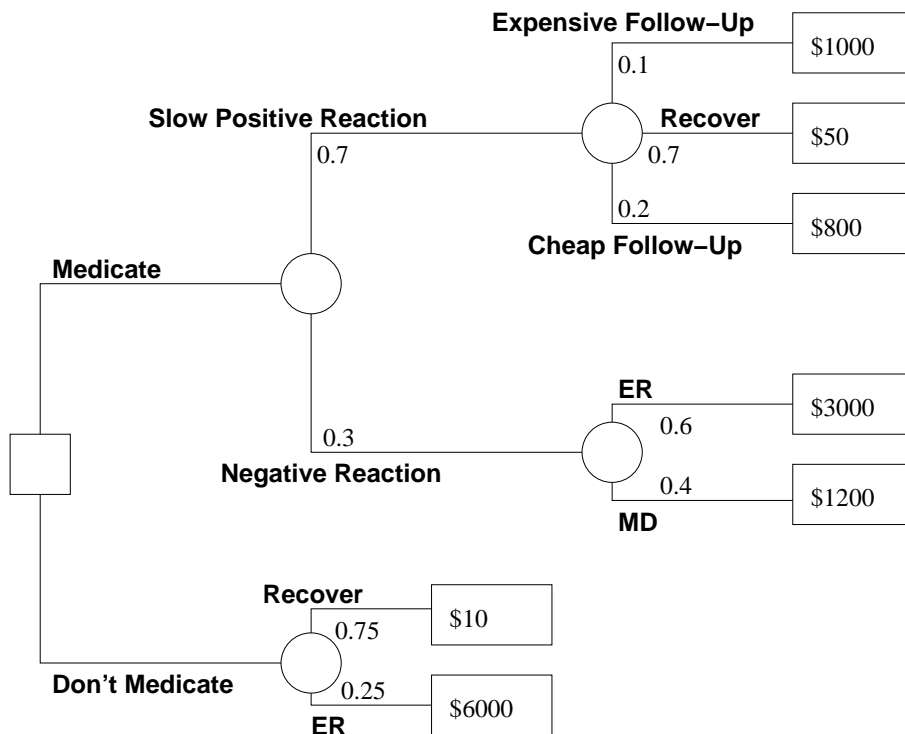 Expensive Follow–Up
0.1
$1000
Slow Positive Reaction
0.7
Recover
0.7
$50
0.2
$800
Cheap Follow–Up
Medicate
ER
0.6
$3000
0.3
Negative Reaction
0.4
$1200
MD
Recover
0.75
$10
Don't Medicate
0.25
$6000
ER